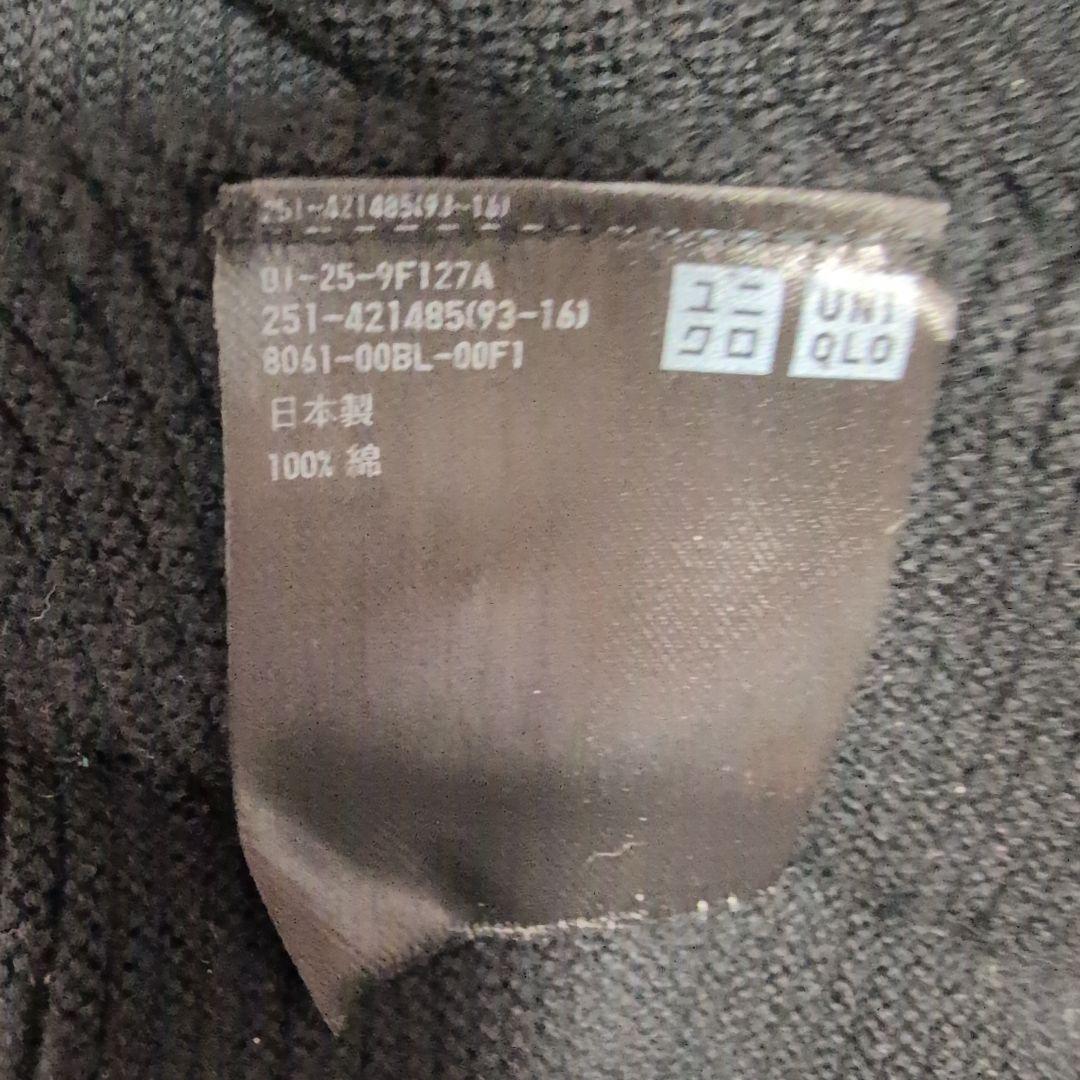 251-421485(93-16)
01-25-9F127A
251-421485(93-16)
8061-00BL-00F1
日本製
100% 綿
ユニ
クロ
UNI
QLO